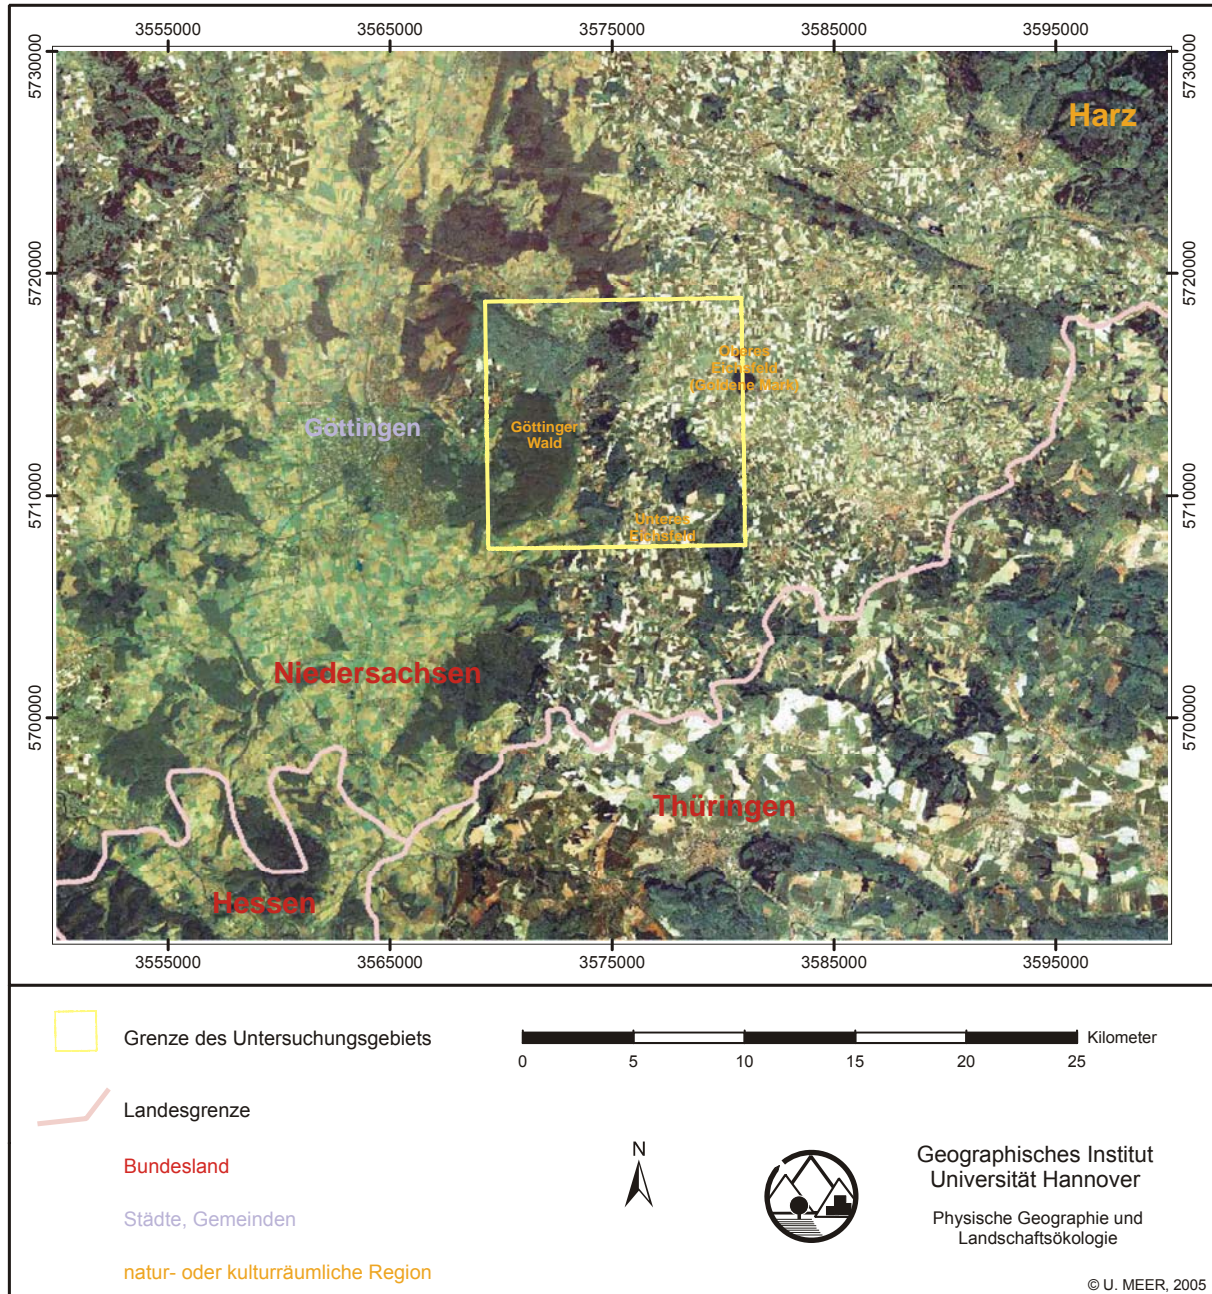 3555000 3565000 3575000 3585000 3595000
5730000 5730000
Harz
5720000 5720000
Oberes
Eichsfeld
(Goldene Mark)
Göttingen
Göttinger
Wald
5710000 5710000
Unteres
Eichsfeld
Niedersachsen
5700000 5700000
Thüringen
Hessen
3555000 3565000 3575000 3585000 3595000
Grenze des Untersuchungsgebiets
Kilometer
0 5 10 15 20 25
Landesgrenze
Bundesland
Städte, Gemeinden
natur- oder kulturräumliche Region
N
Geographisches Institut
Universität Hannover
Physische Geographie und
Landschaftsökologie
© U. MEER, 2005